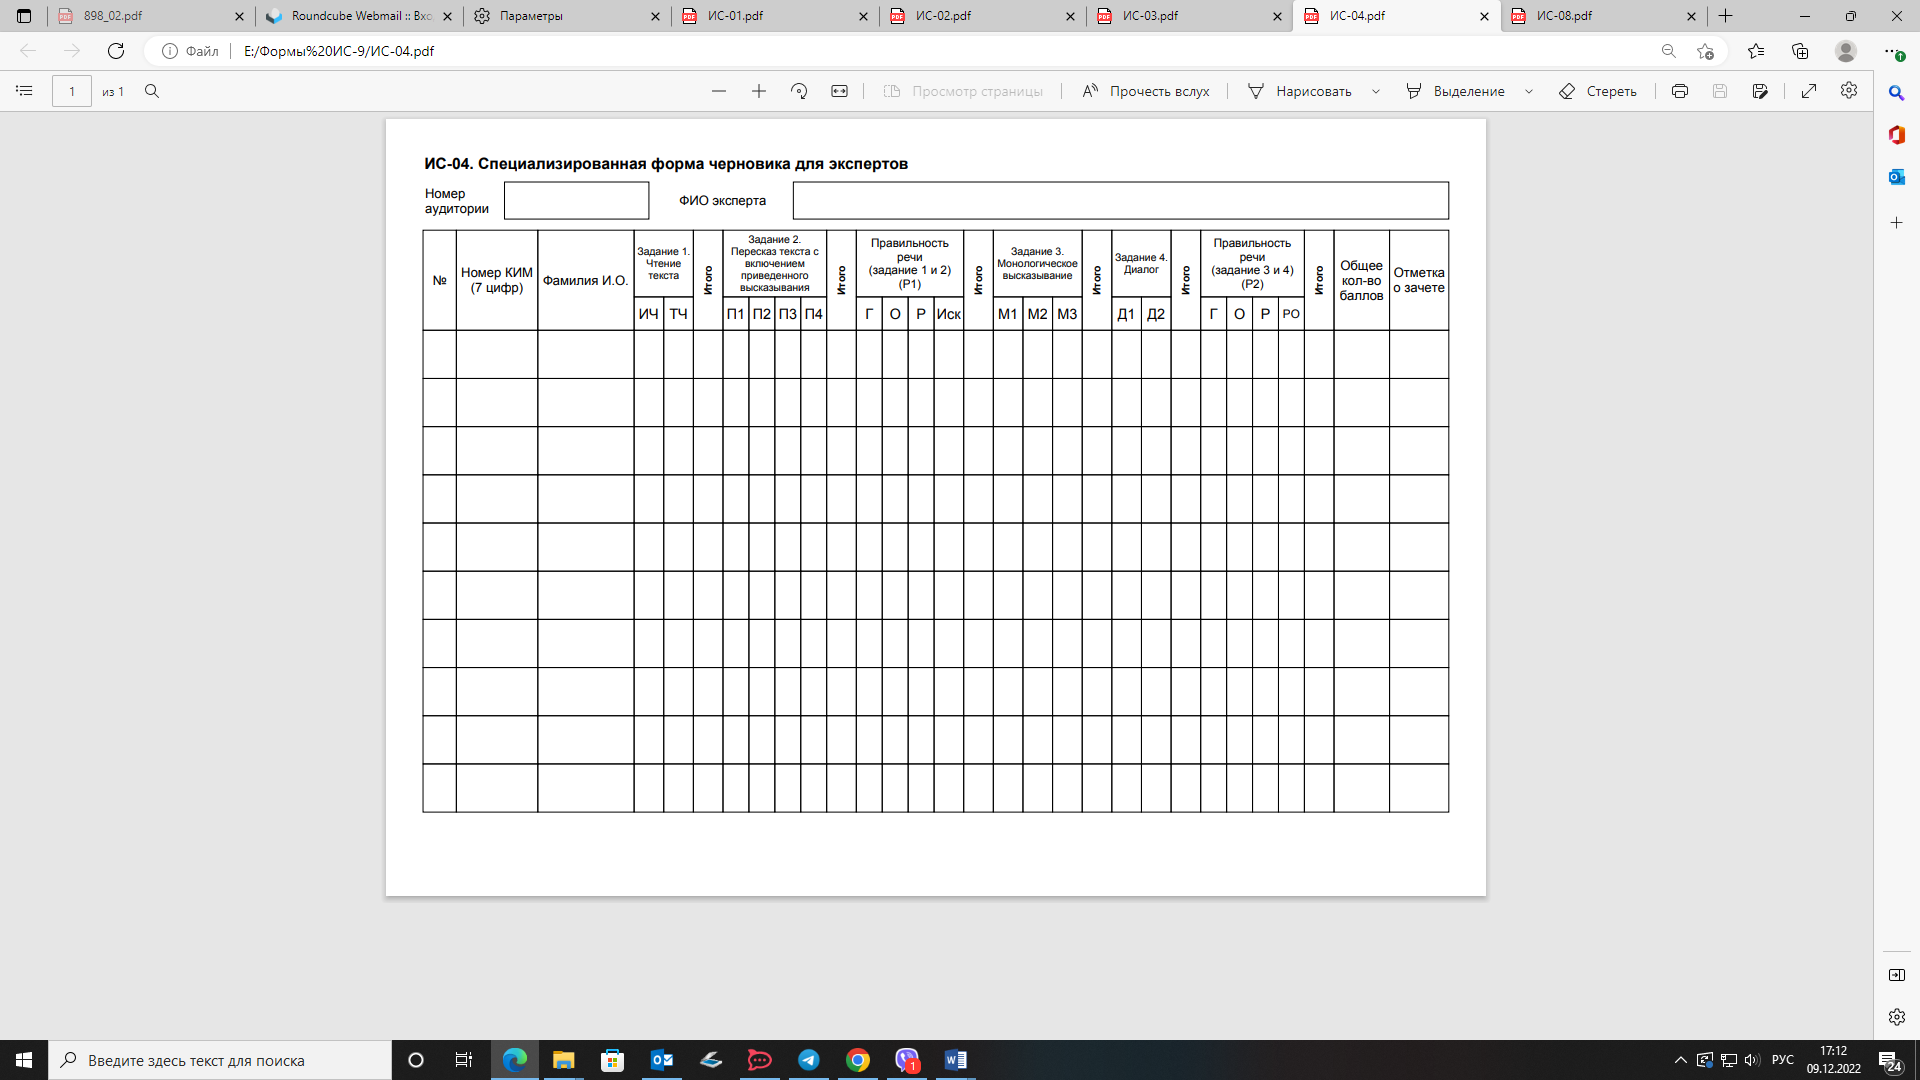 898_02.pdf
Roundcube Webmail :: Вхо
Параметры
ИС-01.pdf
ИС-02.pdf
ИС-03.pdf
ИС-04.pdf
ИС-08.pdf
Файл
E:/Формы%20ИС-9/ИС-04.pdf
1
из 1
Просмотр страницы
Прочесть вслух
Нарисовать
Выделение
Стереть
ИС-04. Специализированная форма черновика для экспертов
Номер
аудитории
ФИО эксперта
№
Номер КИМ
(7 цифр)
Фамилия И.О.
Задание 1.
Чтение
текста
ИЧ
ТЧ
Итого
Задание 2.
Пересказ текста с
включением
приведенного
высказывания
П1
П2
П3
П4
Итого
Правильность
речи
(задание 1 и 2)
(Р1)
Г
О
Р
Иск
Итого
Задание 3.
Монологическое
высказывание
М1
М2
М3
Итого
Задание 4.
Диалог
Д1
Д2
Итого
Правильность
речи
(задание 3 и 4)
(Р2)
Г
О
Р
РО
Итого
Общее
кол-во
баллов
Отметка
о зачете
Введите здесь текст для поиска
1
РУС
17:12
09.12.2022
24